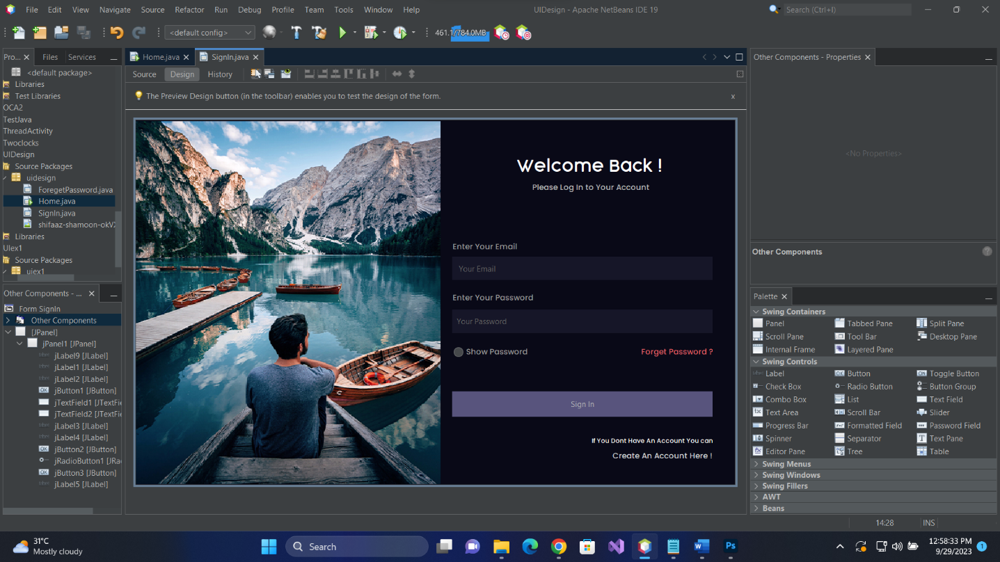 File Edit View Navigate Source Refactor Run Debug Profile Team Tools Window Help
UIDesign - Apache NetBeans IDE 19
Search (Ctrl+I)
<default config>
461.1/784.0MB
Pro...
Files
Services
<default package>
Libraries
Test Libraries
OCA2
TestJava
ThreadActivity
Twoclocks
UIDesign
Source Packages
uidesign
ForegetPassword.java
Home.java
SignIn.java
shifaaz-shamoon-okV
Libraries
UIex1
Source Packages
uiex1
Other Components - ...
Form SignIn
Other Components
[JPanel]
jPanel1 [JPanel]
jLabel9 [JLabel]
jLabel1 [JLabel]
jLabel2 [JLabel]
jButton1 [JButton]
jTextField1 [JTextFi
jTextField2 [JTextFi
jLabel3 [JLabel]
jLabel4 [JLabel]
jButton2 [JButton]
jRadioButton1 [JRa
jButton3 [JButton]
jLabel5 [JLabel]
Home.java
SignIn.java
Source
Design
History
The Preview Design button (in the toolbar) enables you to test the design of the form.
x
Welcome Back !
Please Log In to Your Account
Enter Your Email
Your Email
Enter Your Password
Your Password
Show Password
Forget Password ?
Sign In
If You Dont Have An Account You can
Create An Account Here !
Other Components - Properties
<No Properties>
Other Components
Palette
Swing Containers
Panel Tabbed Pane Split Pane
Scroll Pane Tool Bar Desktop Pane
Internal Frame Layered Pane
Swing Controls
Label Button Toggle Button
Check Box Radio Button Button Group
Combo Box List Text Field
Text Area Scroll Bar Slider
Progress Bar Formatted Field Password Field
Spinner Separator Text Pane
Editor Pane Tree Table
Swing Menus
Swing Windows
Swing Fillers
AWT
Beans
14:28
INS
31°C
Mostly cloudy
Search
Ps
12:58:33 PM
9/29/2023
1